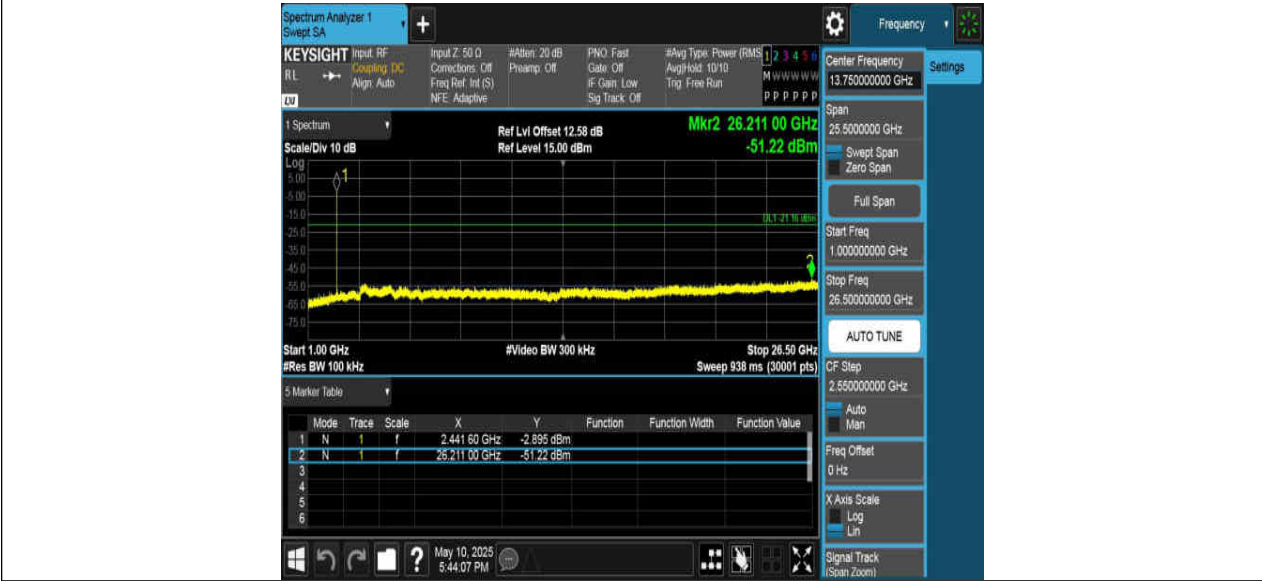 Spectrum Analyzer 1
Swept SA
+
Frequency
KEYSIGHT
RL
LXI
Input: RF
Coupling: DC
Align: Auto
Input Z: 50 Ω
Corrections: Off
Freq Ref: Int (S)
NFE: Adaptive
#Atten: 20 dB
Preamp: Off
PNO: Fast
Gate: Off
IF Gain: Low
Sig Track: Off
#Avg Type: Power (RMS
Avg|Hold: 10/10
Trig: Free Run
1 2 3 4 5 6
M W W W W W
P P P P P P
1 Spectrum
Scale/Div 10 dB
Ref Lvl Offset 12.58 dB
Ref Level 15.00 dBm
Mkr2 26.211 00 GHz
-51.22 dBm
Log
5.00
-5.00
-15.0
-25.0
-35.0
-45.0
-55.0
-65.0
-75.0
1
2
DL1 -21.16 dBm
Start 1.00 GHz
#Video BW 300 kHz
Stop 26.50 GHz
#Res BW 100 kHz
Sweep 938 ms (30001 pts)
5 Marker Table
Mode Trace Scale X Y Function Function Width Function Value
1 N 1 f 2.441 60 GHz -2.895 dBm
2 N 1 f 26.211 00 GHz -51.22 dBm
3
4
5
6
?
May 10, 2025
5:44:07 PM
Center Frequency
13.750000000 GHz
Settings
Span
25.5000000 GHz
Swept Span
Zero Span
Full Span
Start Freq
1.000000000 GHz
Stop Freq
26.500000000 GHz
AUTO TUNE
CF Step
2.550000000 GHz
Auto
Man
Freq Offset
0 Hz
X Axis Scale
Log
Lin
Signal Track
(Span Zoom)